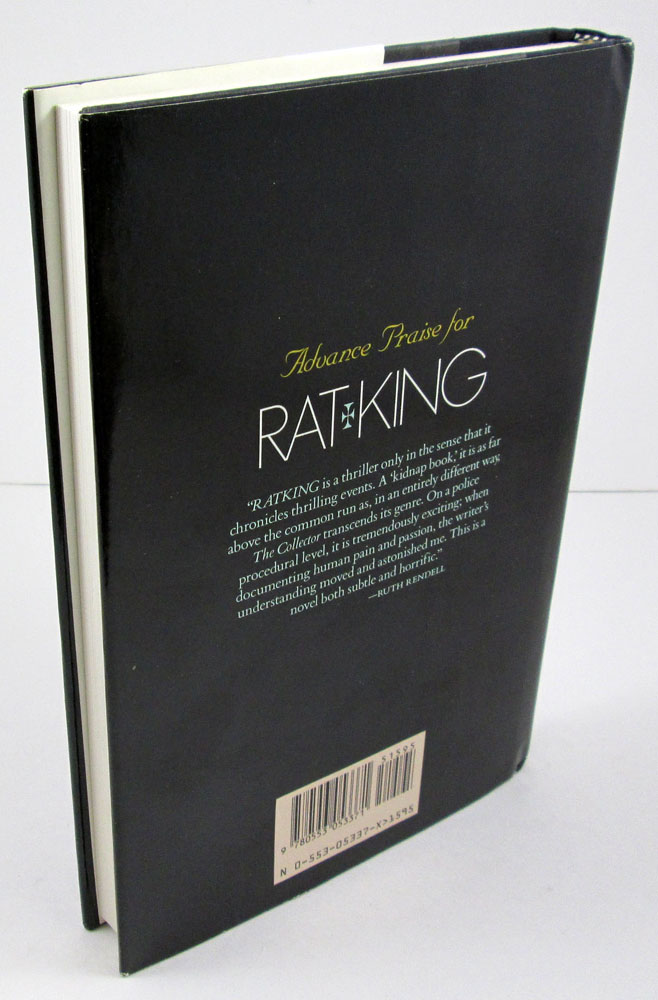 Advance Praise for
RAT✠KING
“RATKING is a thriller only in the sense that it
chronicles thrilling events. A ‘kidnap book,’ it is as far
above the common run as, in an entirely different way,
The Collector transcends its genre. On a police
procedural level, it is tremendously exciting; when
documenting human pain and passion, the writer's
understanding moved and astonished me. This is a
novel both subtle and horrific.”
—RUTH RENDELL
51595
9 780553 053371
N 0-553-05337-X>1595